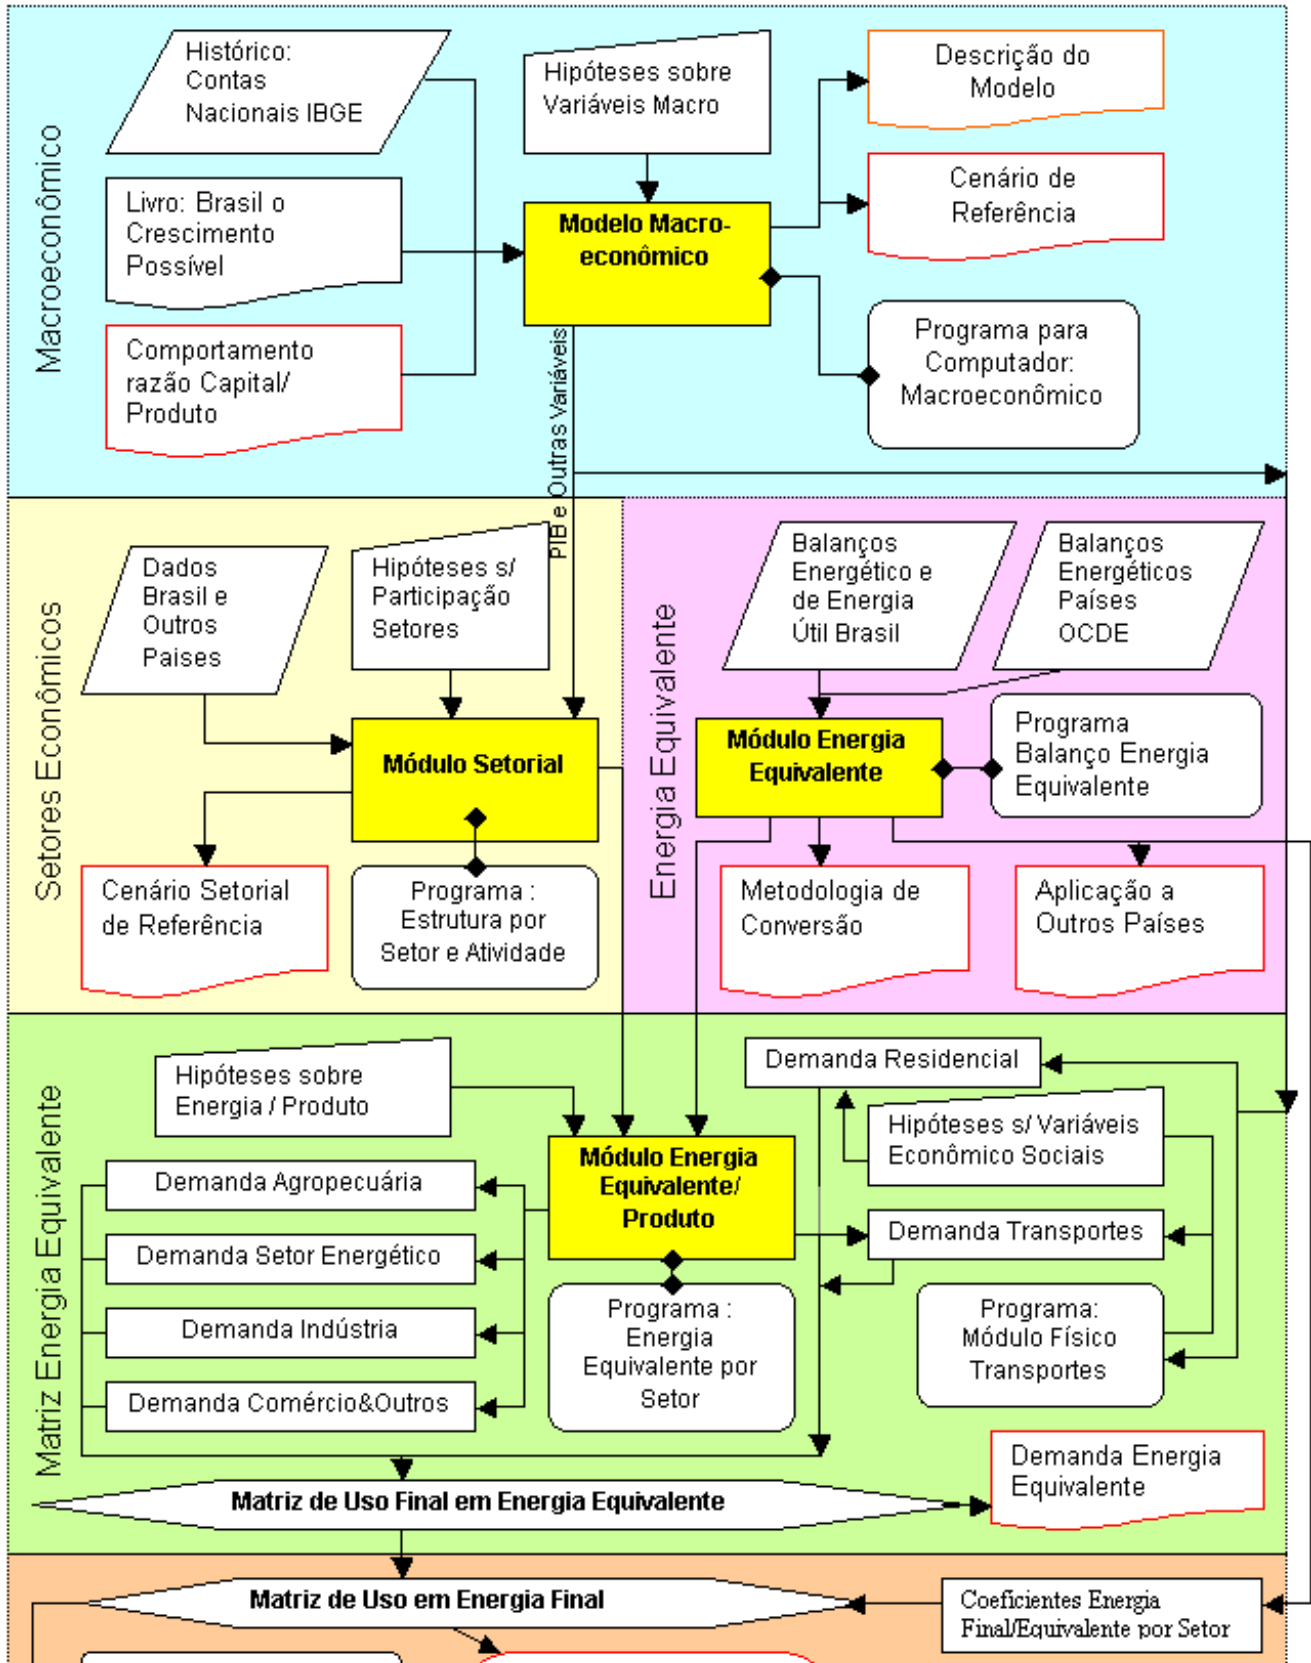 Macroeconômico
Histórico:
Contas
Nacionais IBGE
Hipóteses sobre
Variáveis Macro
Descrição do
Modelo
Livro: Brasil o
Crescimento
Possível
Modelo Macro-
econômico
Cenário de
Referência
Comportamento
razão Capital/
Produto
Programa para
Computador:
Macroeconômico
PIB e Outras Variáveis
Setores Econômicos
Dados
Brasil e
Outros
Paises
Hipóteses s/
Participação
Setores
Módulo Setorial
Cenário Setorial
de Referência
Programa :
Estrutura por
Setor e Atividade
Energia Equivalente
Balanços
Energético e
de Energia
Útil Brasil
Balanços
Energéticos
Países
OCDE
Módulo Energia
Equivalente
Programa
Balanço Energia
Equivalente
Metodologia de
Conversão
Aplicação a
Outros Países
Matriz Energia Equivalente
Hipóteses sobre
Energia / Produto
Demanda Residencial
Hipóteses s/ Variáveis
Econômico Sociais
Módulo Energia
Equivalente/
Produto
Demanda Agropecuária
Demanda Setor Energético
Demanda Indústria
Demanda Comércio&Outros
Demanda Transportes
Programa :
Energia
Equivalente por
Setor
Programa:
Módulo Físico
Transportes
Matriz de Uso Final em Energia Equivalente
Demanda Energia
Equivalente
Matriz de Uso em Energia Final
Coeficientes Energia
Final/Equivalente por Setor